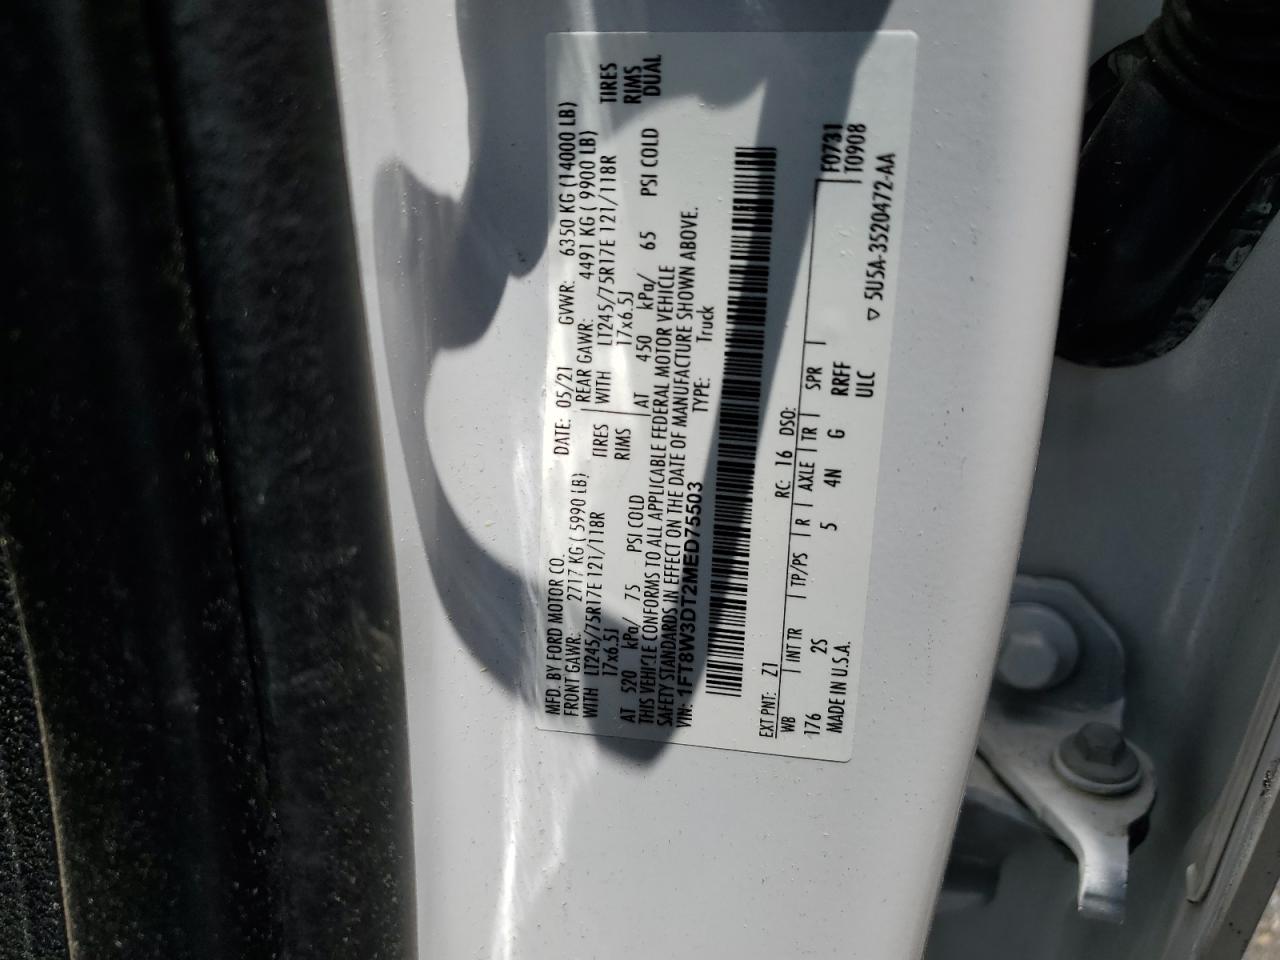 MFD. BY FORD MOTOR CO.
DATE: 05/21 GVWR: 6350 KG (14000 LB)
FRONT GAWR: 2717 KG ( 5990 LB) REAR GAWR: 4491 KG ( 9900 LB)
WITH LT245/75R17E 121/118R TIRES WITH LT245/75R17E 121/118R TIRES
17x6.5J RIMS 17x6.5J RIMS
AT 520 kPa/ 75 PSI COLD AT 450 kPa/ 65 PSI COLD DUAL
THIS VEHICLE CONFORMS TO ALL APPLICABLE FEDERAL MOTOR VEHICLE
SAFETY STANDARDS IN EFFECT ON THE DATE OF MANUFACTURE SHOWN ABOVE.
VIN: 1FT8W3DT2MED75503 TYPE: Truck
EXT PNT: Z1 RC: 16 DSO: F0731
WB INT TR TP/PS R AXLE TR SPR T0908
176 2S 5 4N G RRFF
MADE IN U.S.A. ULC
▽ 5U5A-3520472-AA